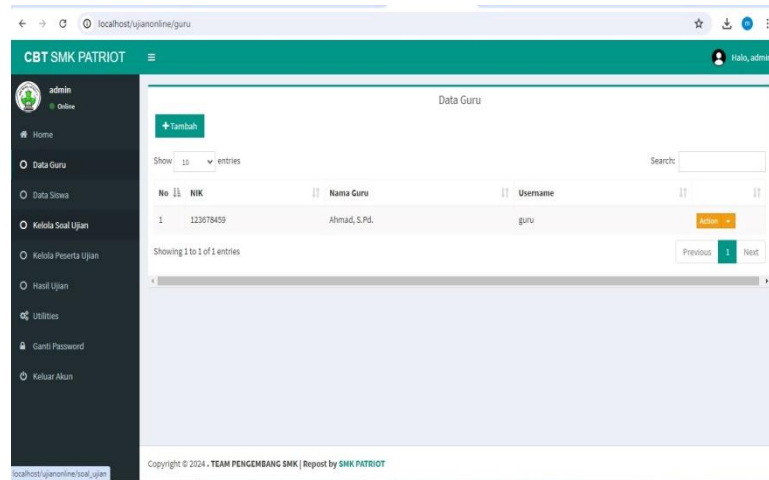 localhost/ujianonline/guru
CBT SMK PATRIOT
Halo, admin
admin
Online
Home
Data Guru
Data Siswa
Kelola Soal Ujian
Kelola Peserta Ujian
Hasil Ujian
Utilities
Ganti Password
Keluar Akun
Data Guru
+Tambah
Show 10 entries
Search:
No NIK Nama Guru Username
1 123678459 Ahmad, S.Pd. guru Action
Showing 1 to 1 of 1 entries
Previous 1 Next
Copyright © 2024 . TEAM PENGEMBANG SMK | Repost by SMK PATRIOT
localhost/ujianonline/soal_ujian